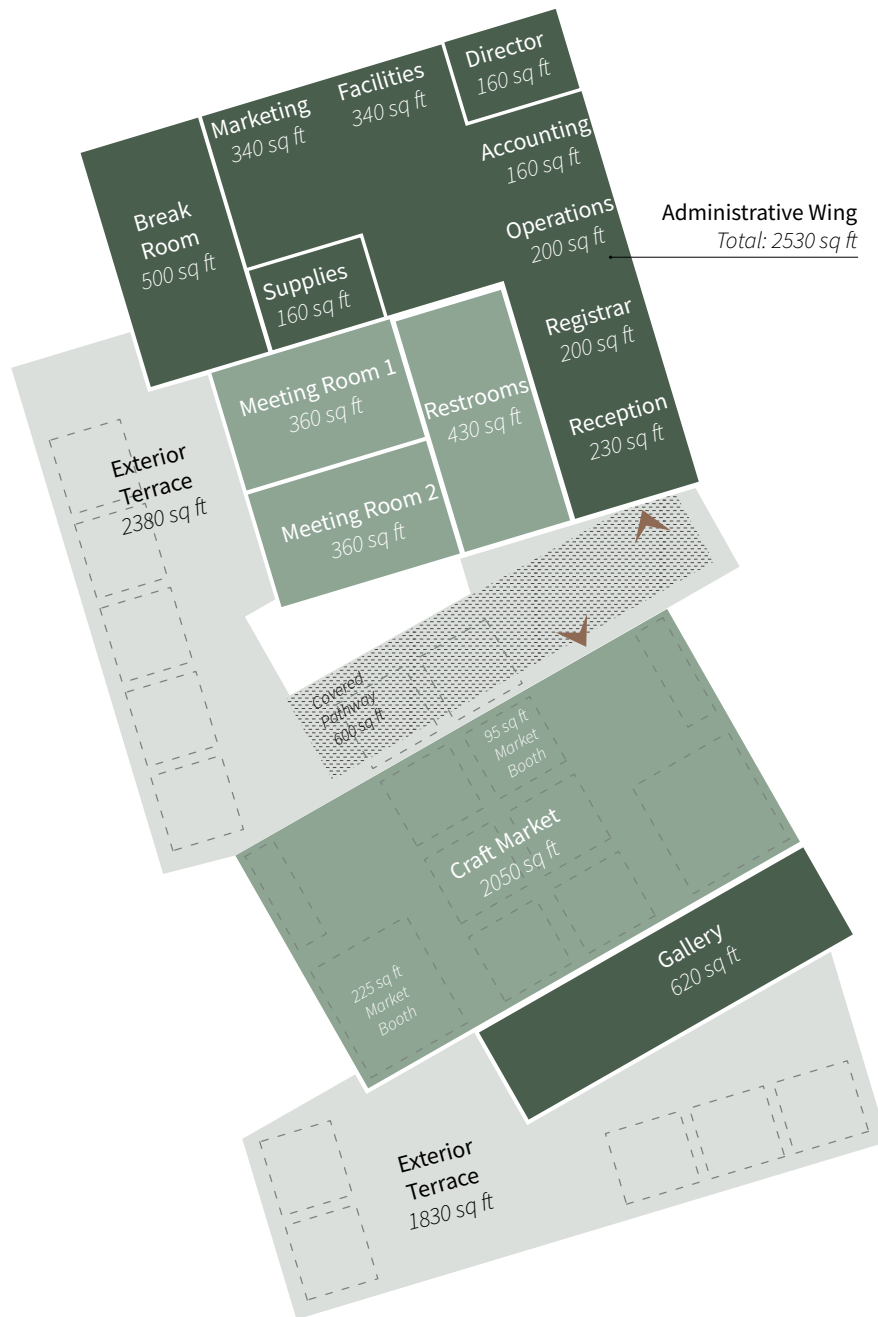 Director
160 sq ft
Facilities
340 sq ft
Marketing
340 sq ft
Accounting
160 sq ft
Break
Room
500 sq ft
Operations
200 sq ft
Administrative Wing
Total: 2530 sq ft
Supplies
160 sq ft
Registrar
200 sq ft
Meeting Room 1
360 sq ft
Restrooms
430 sq ft
Reception
230 sq ft
Exterior
Terrace
2380 sq ft
Meeting Room 2
360 sq ft
Covered
Pathway
600 sq ft
95 sq ft
Market
Booth
Craft Market
2050 sq ft
225 sq ft
Market
Booth
Gallery
620 sq ft
Exterior
Terrace
1830 sq ft